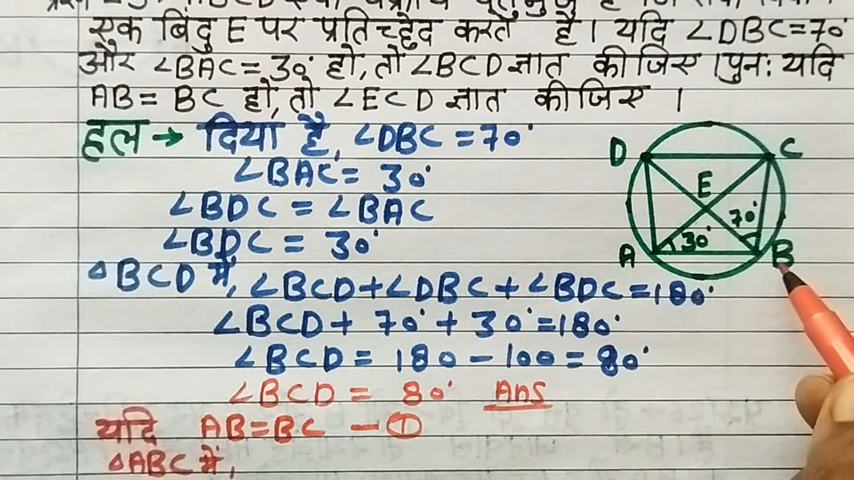 एक बिंदु E पर प्रतिच्छेद करते हैं। यदि ∠DBC=70°
और ∠BAC=30° हो, तो ∠BCD ज्ञात कीजिए। पुनः यदि
AB=BC हो, तो ∠ECD ज्ञात कीजिए।
हल → दिया है, ∠DBC=70°
∠BAC=30°
∠BDC=∠BAC
∠BDC=30°
△BCD में, ∠BCD+∠DBC+∠BDC=180°
∠BCD+70°+30°=180°
∠BCD=180-100=80°
∠BCD=80° Ans
यदि AB=BC —①
△ABC में,
D C
E
70°
A 30° B